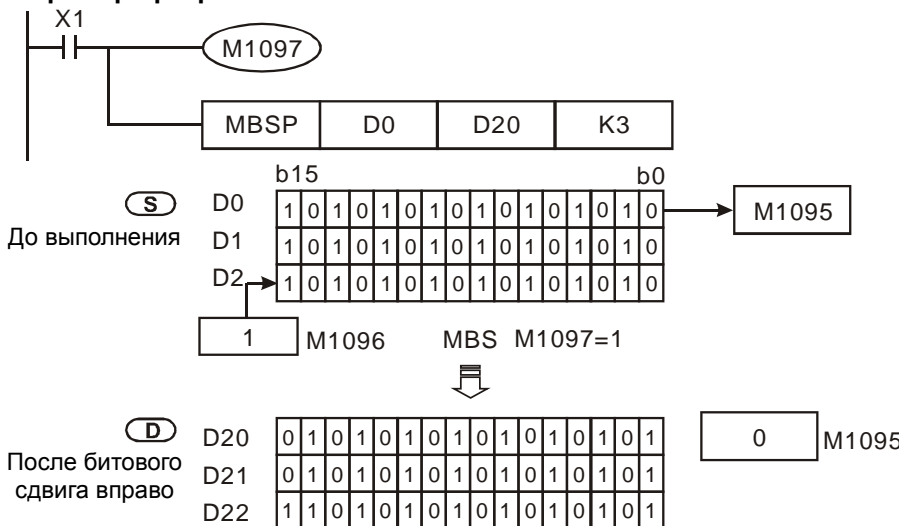 X1
M1097
MBSP D0 D20 K3
b15 b0
S
До выполнения
D0 1 0 1 0 1 0 1 0 1 0 1 0 1 0 1 0 M1095
D1 1 0 1 0 1 0 1 0 1 0 1 0 1 0 1 0
D2 1 0 1 0 1 0 1 0 1 0 1 0 1 0 1 0
1 M1096 MBS M1097=1
D
После битового
сдвига вправо
D20 0 1 0 1 0 1 0 1 0 1 0 1 0 1 0 1 0 M1095
D21 0 1 0 1 0 1 0 1 0 1 0 1 0 1 0 1
D22 1 1 0 1 0 1 0 1 0 1 0 1 0 1 0 1